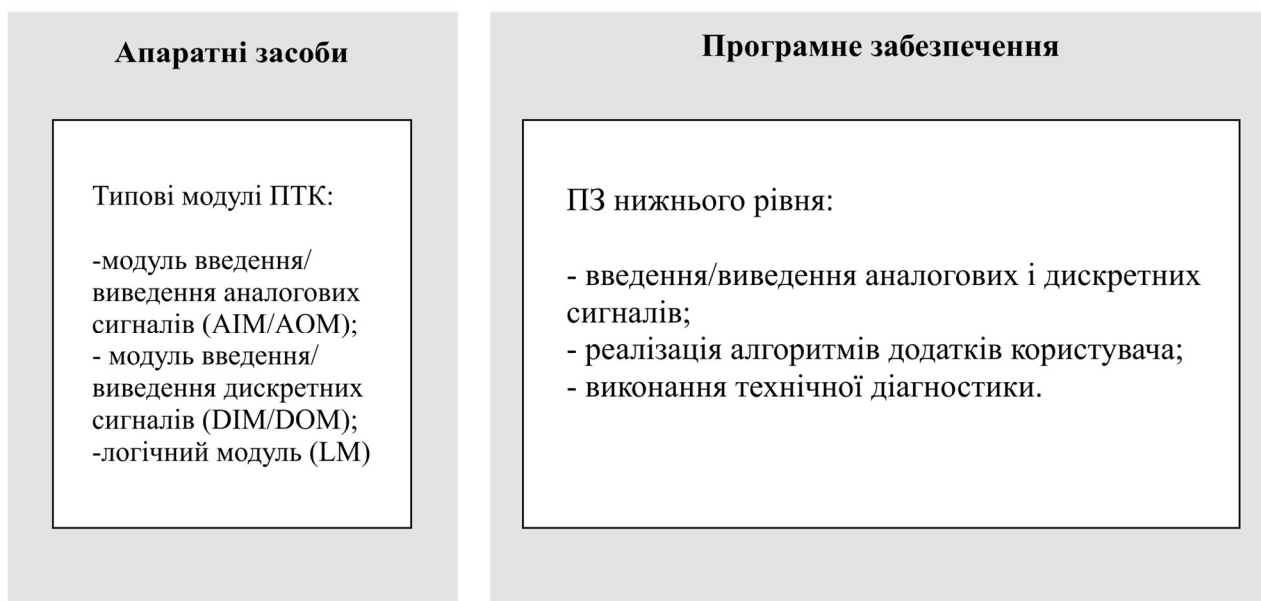 Апаратні засоби
Типові модулі ПТК:
-модуль введення/
виведення аналогових
сигналів (AIM/AOM);
- модуль введення/
виведення дискретних
сигналів (DIM/DOM);
-логічний модуль (LM)
Програмне забезпечення
ПЗ нижнього рівня:
- введення/виведення аналогових і дискретних
сигналів;
- реалізація алгоритмів додатків користувача;
- виконання технічної діагностики.